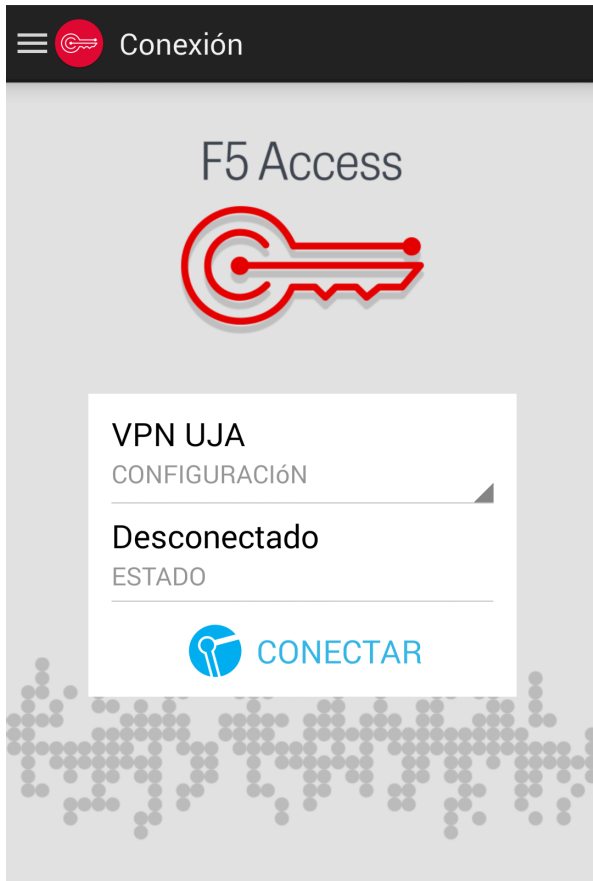 Conexión
F5 Access
VPN UJA
CONFIGURACIóN
Desconectado
ESTADO
CONECTAR